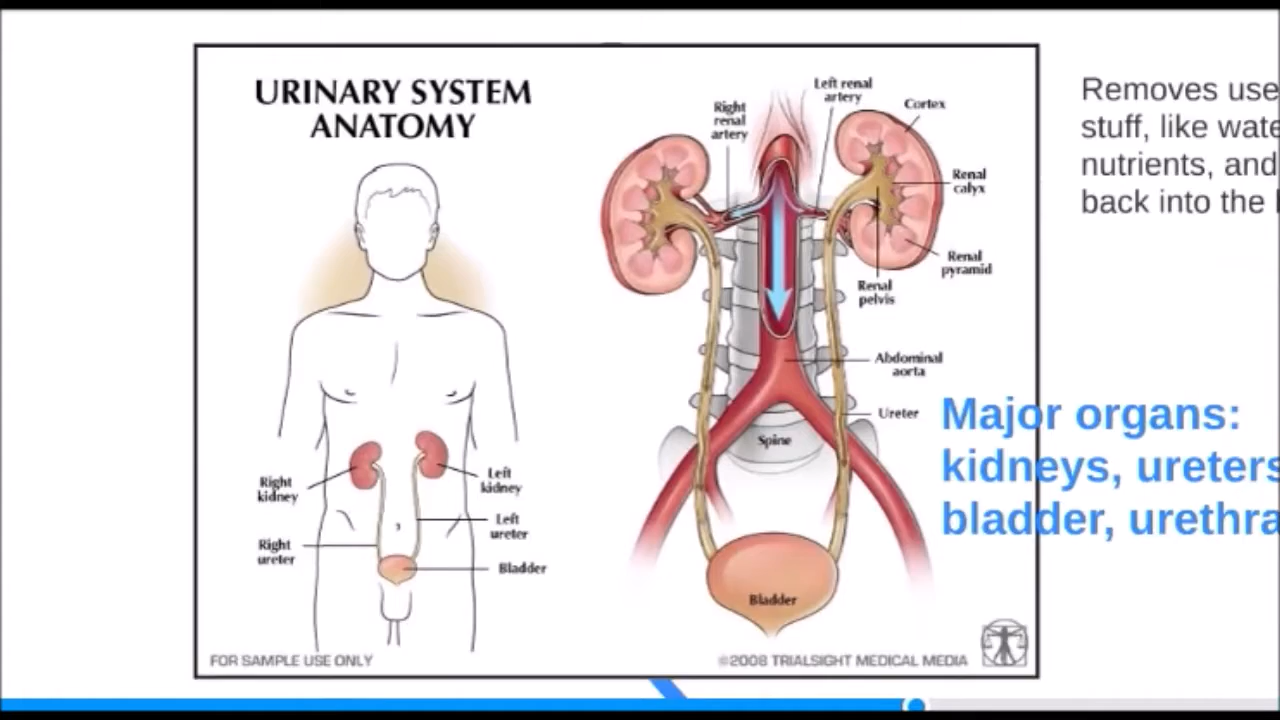 URINARY SYSTEM
ANATOMY
Right
kidney
Left
kidney
Left
ureter
Right
ureter
Bladder
FOR SAMPLE USE ONLY
Right
renal
artery
Left renal
artery
Cortex
Renal
calyx
Renal
pyramid
Renal
pelvis
Abdominal
aorta
Ureter
Spine
Bladder
©2008 TRIALSIGHT MEDICAL MEDIA
Removes use
stuff, like wate
nutrients, and
back into the
Major organs:
kidneys, ureters
bladder, urethra